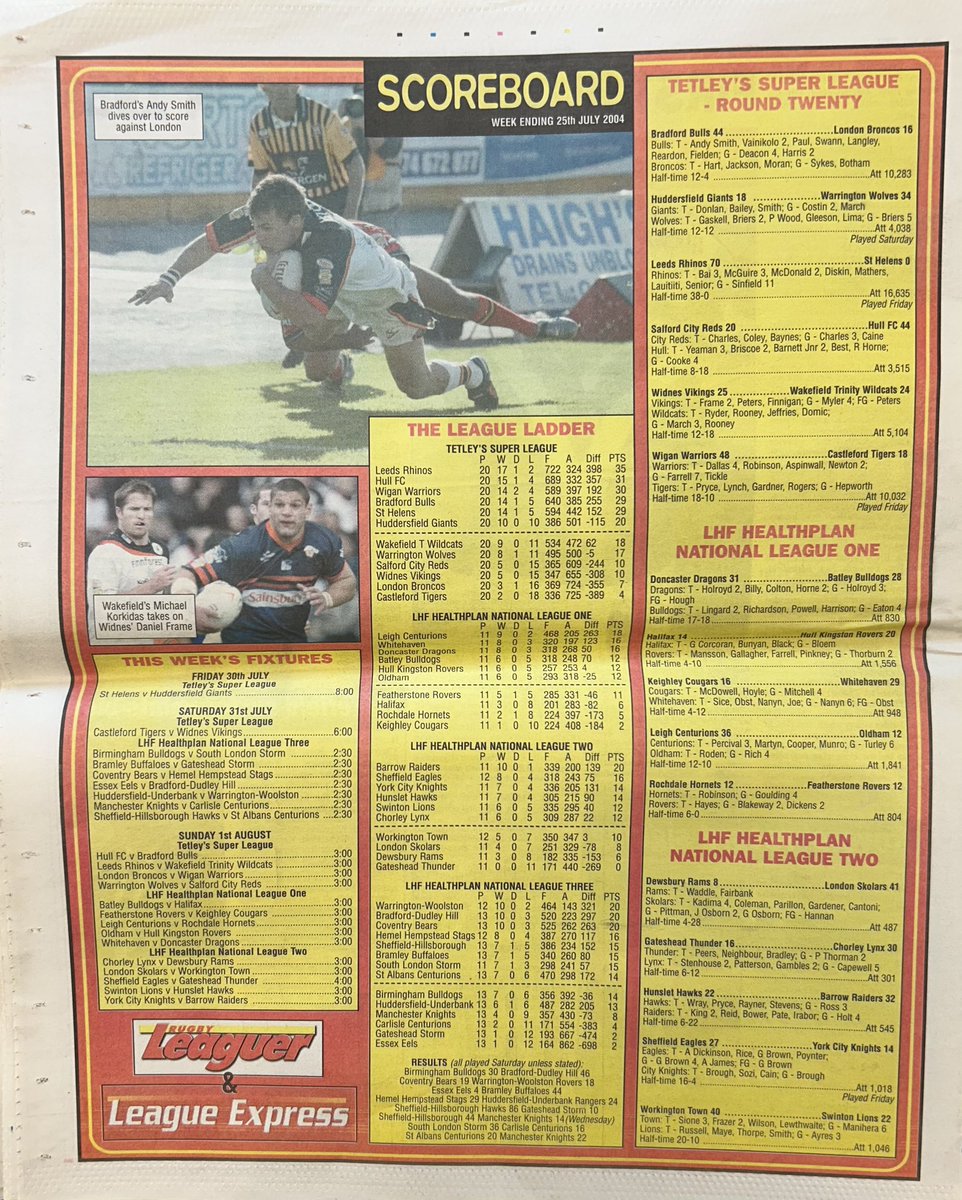 Bradford's Andy Smith
dives over to score
against London
SCOREBOARD
WEEK ENDING 25th JULY 2004
HAIGH'S
DRAINS UNBLO
TEL:
Wakefield's Michael
Korkidas takes on
Widnes' Daniel Frame
THIS WEEK'S FIXTURES
FRIDAY 30th JULY
Tetley's Super League
St Helens v Huddersfield Giants 8:00
SATURDAY 31st JULY
Tetley's Super League
Castleford Tigers v Widnes Vikings 6:00
LHF Healthplan National League Three
Birmingham Bulldogs v South London Storm 2:30
Bramley Buffaloes v Gateshead Storm 2:30
Coventry Bears v Hemel Hempstead Stags 2:30
Essex Eels v Bradford-Dudley Hill 2:30
Huddersfield-Underbank v Warrington-Woolston 2:30
Manchester Knights v Carlisle Centurions 2:30
Sheffield-Hillsborough Hawks v St Albans Centurions 2:30
SUNDAY 1st AUGUST
Tetley's Super League
Hull FC v Bradford Bulls 3:00
Leeds Rhinos v Wakefield Trinity Wildcats 3:00
London Broncos v Wigan Warriors 3:00
Warrington Wolves v Salford City Reds 3:00
LHF Healthplan National League One
Batley Bulldogs v Halifax 3:00
Featherstone Rovers v Keighley Cougars 3:00
Leigh Centurions v Rochdale Hornets 3:00
Oldham v Hull Kingston Rovers 3:00
Whitehaven v Doncaster Dragons 3:00
LHF Healthplan National League Two
Chorley Lynx v Dewsbury Rams 3:00
London Skolars v Workington Town 3:00
Sheffield Eagles v Gateshead Thunder 4:00
Swinton Lions v Hunslet Hawks 3:00
York City Knights v Barrow Raiders 3:00
RUGBY
Leaguer
&
League Express
THE LEAGUE LADDER
TETLEY'S SUPER LEAGUE
P W D L F A Diff PTS
Leeds Rhinos 20 17 1 2 722 324 398 35
Hull FC 20 15 1 4 689 332 357 31
Wigan Warriors 20 14 2 4 589 397 192 30
Bradford Bulls 20 14 1 5 640 385 255 29
St Helens 20 14 1 5 594 442 152 29
Huddersfield Giants 20 10 0 10 386 501 -115 20
Wakefield T Wildcats 20 9 0 11 534 472 62 18
Warrington Wolves 20 8 1 11 495 500 -5 17
Salford City Reds 20 5 0 15 365 609 -244 10
Widnes Vikings 20 5 0 15 347 655 -308 10
London Broncos 20 3 1 16 369 724 -355 7
Castleford Tigers 20 2 0 18 336 725 -389 4
LHF HEALTHPLAN NATIONAL LEAGUE ONE
P W D L F A Diff PTS
Leigh Centurions 11 9 0 2 468 205 263 18
Whitehaven 11 8 0 3 320 197 123 16
Doncaster Dragons 11 8 0 3 318 268 50 16
Batley Bulldogs 11 6 0 5 318 248 70 12
Hull Kingston Rovers 11 6 0 5 257 253 4 12
Oldham 11 6 0 5 293 318 -25 12
Featherstone Rovers 11 5 1 5 285 331 -46 11
Halifax 11 3 0 8 201 283 -82 6
Rochdale Hornets 11 2 1 8 224 397 -173 5
Keighley Cougars 11 1 0 10 224 408 -184 2
LHF HEALTHPLAN NATIONAL LEAGUE TWO
P W D L F A Diff PTS
Barrow Raiders 11 10 0 1 339 200 139 20
Sheffield Eagles 12 8 0 4 318 243 75 16
York City Knights 11 7 0 4 336 205 131 14
Hunslet Hawks 11 7 0 4 305 215 90 14
Swinton Lions 11 6 0 5 335 295 40 12
Chorley Lynx 11 6 0 5 309 287 22 12
Workington Town 12 5 0 7 350 347 3 10
London Skolars 11 4 0 7 251 329 -78 8
Dewsbury Rams 11 3 0 8 182 335 -153 6
Gateshead Thunder 11 0 0 11 171 440 -269 0
LHF HEALTHPLAN NATIONAL LEAGUE THREE
P W D L F A Diff PTS
Warrington-Woolston 12 10 0 2 464 143 321 20
Bradford-Dudley Hill 13 10 0 3 520 223 297 20
Coventry Bears 13 10 0 3 525 262 263 20
Hemel Hempstead Stags 12 8 0 4 387 270 117 16
Sheffield-Hillsborough 13 7 1 5 386 234 152 15
Bramley Buffaloes 13 7 1 5 340 260 80 15
South London Storm 11 7 1 3 298 241 57 15
St Albans Centurions 13 7 0 6 470 298 172 14
Birmingham Bulldogs 13 7 0 6 356 392 -36 14
Huddersfield-Underbank 13 6 1 6 487 282 205 13
Manchester Knights 13 4 0 9 357 430 -73 8
Carlisle Centurions 13 2 0 11 171 554 -383 4
Gateshead Storm 13 1 0 12 193 667 -474 2
Essex Eels 13 1 0 12 164 862 -698 2
RESULTS (all played Saturday unless stated):
Birmingham Bulldogs 30 Bradford-Dudley Hill 46
Coventry Bears 19 Warrington-Woolston Rovers 18
Essex Eels 4 Bramley Buffaloes 44
Hemel Hempstead Stags 29 Huddersfield-Underbank Rangers 24
Sheffield-Hillsborough Hawks 86 Gateshead Storm 10
Sheffield-Hillsborough 44 Manchester Knights 14 (Wednesday)
South London Storm 36 Carlisle Centurions 16
St Albans Centurions 20 Manchester Knights 22
TETLEY'S SUPER LEAGUE
- ROUND TWENTY
Bradford Bulls 44 London Broncos 16
Bulls: T - Andy Smith, Vainikolo 2, Paul, Swann, Langley,
Reardon, Fielden; G - Deacon 4, Harris 2
Broncos: T - Hart, Jackson, Moran; G - Sykes, Botham
Half-time 12-4 Att 10,283
Huddersfield Giants 18 Warrington Wolves 34
Giants: T - Donlan, Bailey, Smith; G - Costin 2, March
Wolves: T - Gaskell, Briers 2, P Wood, Gleeson, Lima; G - Briers 5
Half-time 12-12 Att 4,038
Played Saturday
Leeds Rhinos 70 St Helens 0
Rhinos: T - Bai 3, McGuire 3, McDonald 2, Diskin, Mathers,
Lauitiiti, Senior; G - Sinfield 11
Half-time 38-0 Att 16,635
Played Friday
Salford City Reds 20 Hull FC 44
City Reds: T - Charles, Coley, Baynes; G - Charles 3, Caine
Hull: T - Yeaman 3, Briscoe 2, Barnett Jnr 2, Best, R Horne;
G - Cooke 4
Half-time 8-18 Att 3,515
Widnes Vikings 25 Wakefield Trinity Wildcats 24
Vikings: T - Frame 2, Peters, Finnigan; G - Myler 4; FG - Peters
Wildcats: T - Ryder, Rooney, Jeffries, Domic;
G - March 3, Rooney
Half-time 12-18 Att 5,104
Wigan Warriors 48 Castleford Tigers 18
Warriors: T - Dallas 4, Robinson, Aspinwall, Newton 2;
G - Farrell 7, Tickle
Tigers: T - Pryce, Lynch, Gardner, Rogers; G - Hepworth
Half-time 18-10 Att 10,032
Played Friday
LHF HEALTHPLAN
NATIONAL LEAGUE ONE
Doncaster Dragons 31 Batley Bulldogs 28
Dragons: T - Holroyd 2, Billy, Colton, Horne 2; G - Holroyd 3;
FG - Hough
Bulldogs: T - Lingard 2, Richardson, Powell, Harrison; G - Eaton 4
Half-time 17-18 Att 830
Halifax 14 Hull Kingston Rovers 20
Halifax: T - G Corcoran, Bunyan, Black; G - Bloem
Rovers: T - Mansson, Gallagher, Farrell, Pinkney; G - Thorburn 2
Half-time 4-10 Att 1,556
Keighley Cougars 16 Whitehaven 29
Cougars: T - McDowell, Hoyle; G - Mitchell 4
Whitehaven: T - Sice, Obst, Nanyn, Joe; G - Nanyn 6; FG - Obst
Half-time 4-12 Att 948
Leigh Centurions 36 Oldham 12
Centurions: T - Percival 3, Martyn, Cooper, Munro; G - Turley 6
Oldham: T - Roden; G - Rich 4
Half-time 12-10 Att 1,841
Rochdale Hornets 12 Featherstone Rovers 12
Hornets: T - Robinson; G - Goulding 4
Rovers: T - Hayes; G - Blakeway 2, Dickens 2
Half-time 6-0 Att 804
LHF HEALTHPLAN
NATIONAL LEAGUE TWO
Dewsbury Rams 8 London Skolars 41
Rams: T - Waddle, Fairbank
Skolars: T - Kadima 4, Coleman, Parillon, Gardener, Cantoni;
G - Pittman, J Osborn 2, G Osborn; FG - Hannan
Half-time 4-28 Att 487
Gateshead Thunder 16 Chorley Lynx 30
Thunder: T - Peers, Neighbour, Bradley; G - P Thorman 2
Lynx: T - Stenhouse 2, Patterson, Gambles 2; G - Capewell 5
Half-time 6-12 Att 301
Hunslet Hawks 22 Barrow Raiders 32
Hawks: T - Wray, Pryce, Rayner, Stevens; G - Ross 3
Raiders: T - King 2, Reid, Bower, Pate, Irabor; G - Holt 4
Half-time 6-22 Att 545
Sheffield Eagles 27 York City Knights 14
Eagles: T - A Dickinson, Rice, G Brown, Poynter;
G - G Brown 4, A James; FG - G Brown
City Knights: T - Brough, Sozi, Cain; G - Brough
Half-time 16-4 Att 1,018
Played Friday
Workington Town 40 Swinton Lions 22
Town: T - Sione 3, Frazer 2, Wilson, Lewthwaite; G - Manihera 6
Lions: T - Russell, Maye, Thorpe, Smith; G - Ayres 3
Half-time 20-10 Att 1,046